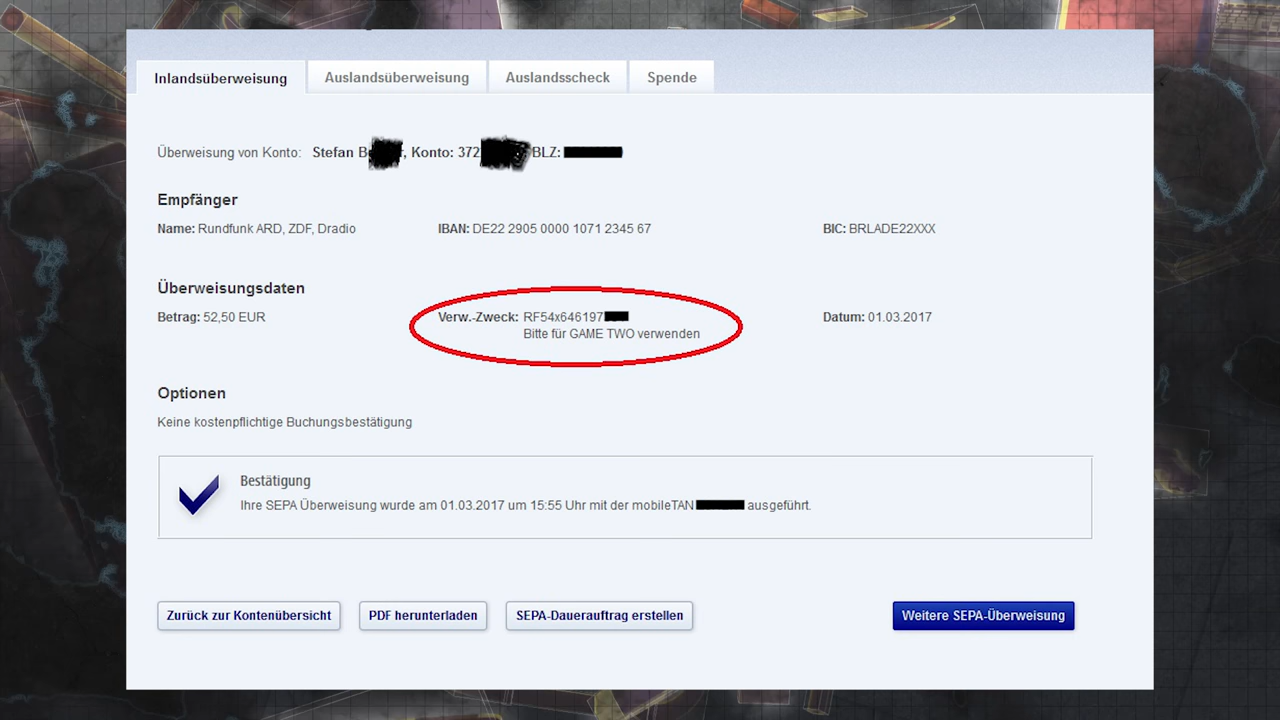 Inlandsüberweisung Auslandsüberweisung Auslandsscheck Spende
Überweisung von Konto: Stefan B , Konto: 372 BLZ:
Empfänger
Name: Rundfunk ARD, ZDF, Dradio IBAN: DE22 2905 0000 1071 2345 67 BIC: BRLADE22XXX
Überweisungsdaten
Betrag: 52,50 EUR Verw.-Zweck: RF54x646197 Datum: 01.03.2017
Bitte für GAME TWO verwenden
Optionen
Keine kostenpflichtige Buchungsbestätigung
Bestätigung
Ihre SEPA Überweisung wurde am 01.03.2017 um 15:55 Uhr mit der mobileTAN ausgeführt.
Zurück zur Kontenübersicht PDF herunterladen SEPA-Dauerauftrag erstellen Weitere SEPA-Überweisung